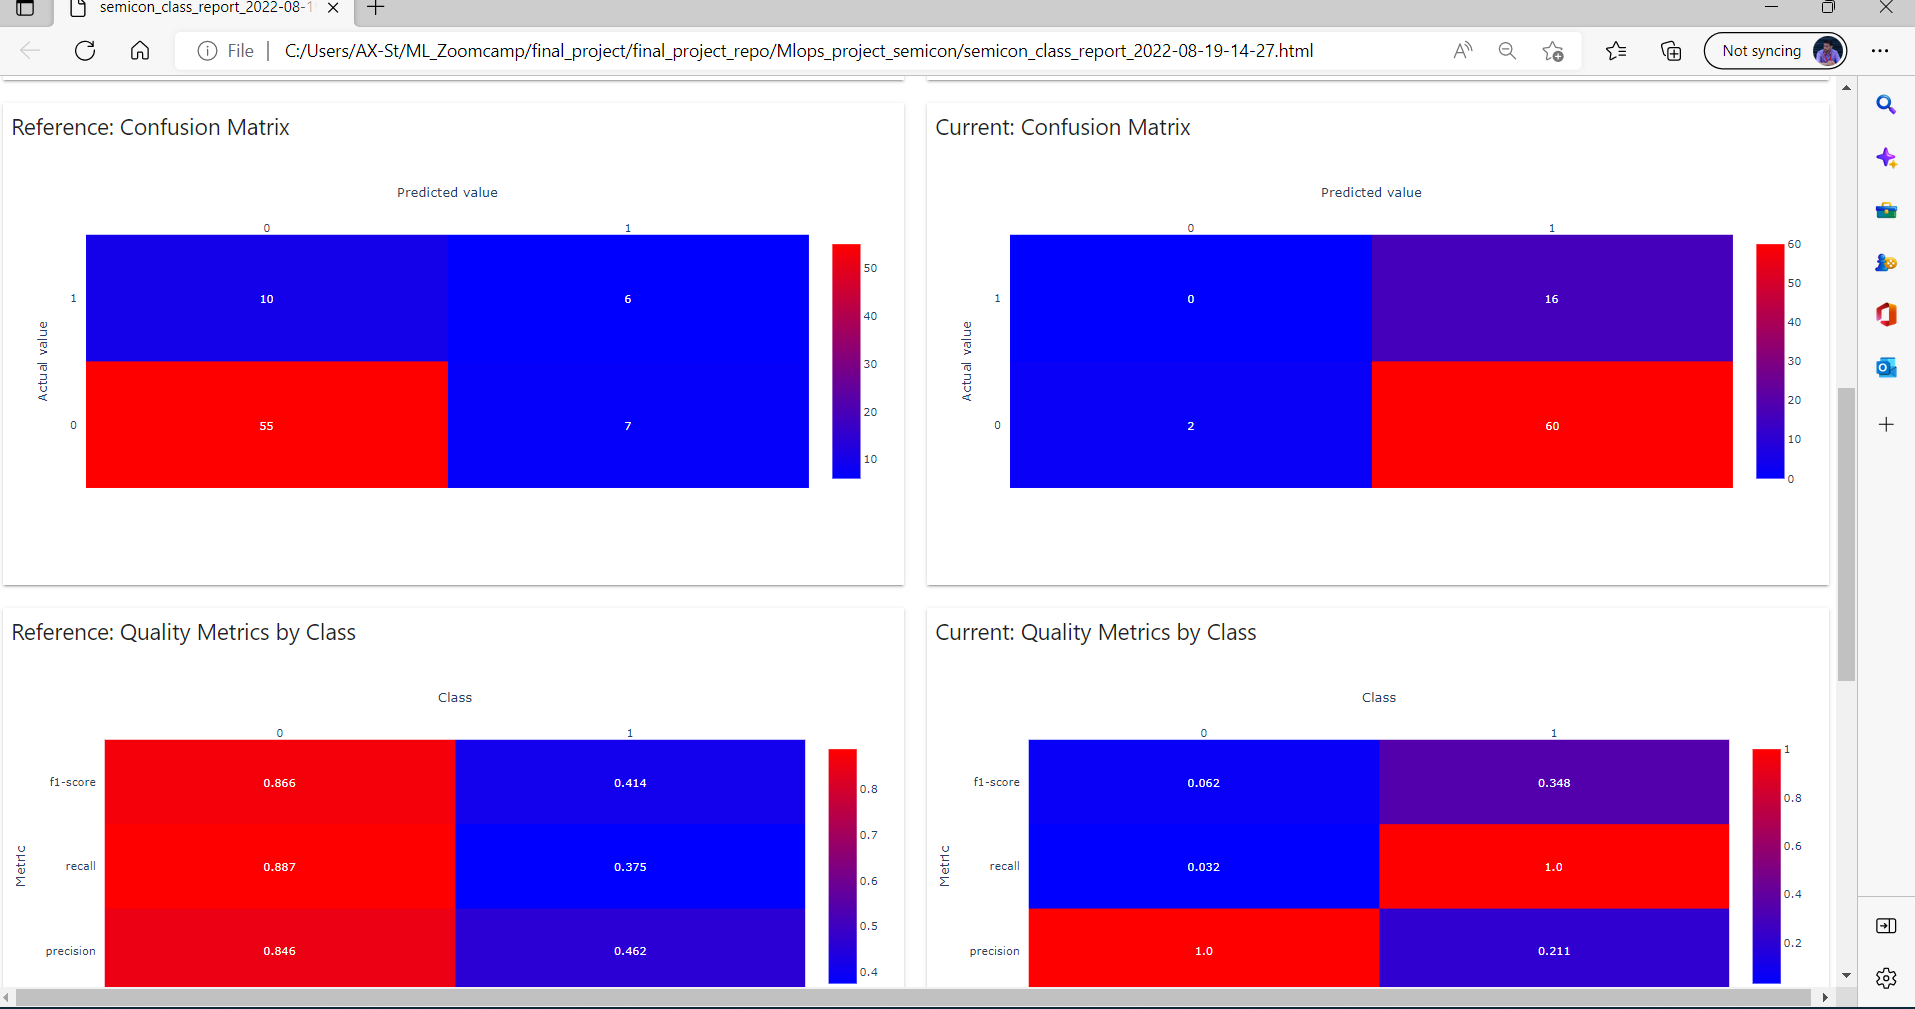 semicon_class_report_2022-08-1
File
C:/Users/AX-St/ML_Zoomcamp/final_project/final_project_repo/Mlops_project_semicon/semicon_class_report_2022-08-19-14-27.html
Not syncing
Reference: Confusion Matrix
Predicted value
0 1
1 10 6
0 55 7
Actual value
50
40
30
20
10
Current: Confusion Matrix
Predicted value
0 1
1 0 16
0 2 60
Actual value
60
50
40
30
20
10
0
Reference: Quality Metrics by Class
Class
0 1
f1-score 0.866 0.414
recall 0.887 0.375
precision 0.846 0.462
Metric
0.8
0.7
0.6
0.5
0.4
Current: Quality Metrics by Class
Class
0 1
f1-score 0.062 0.348
recall 0.032 1.0
precision 1.0 0.211
Metric
1
0.8
0.6
0.4
0.2